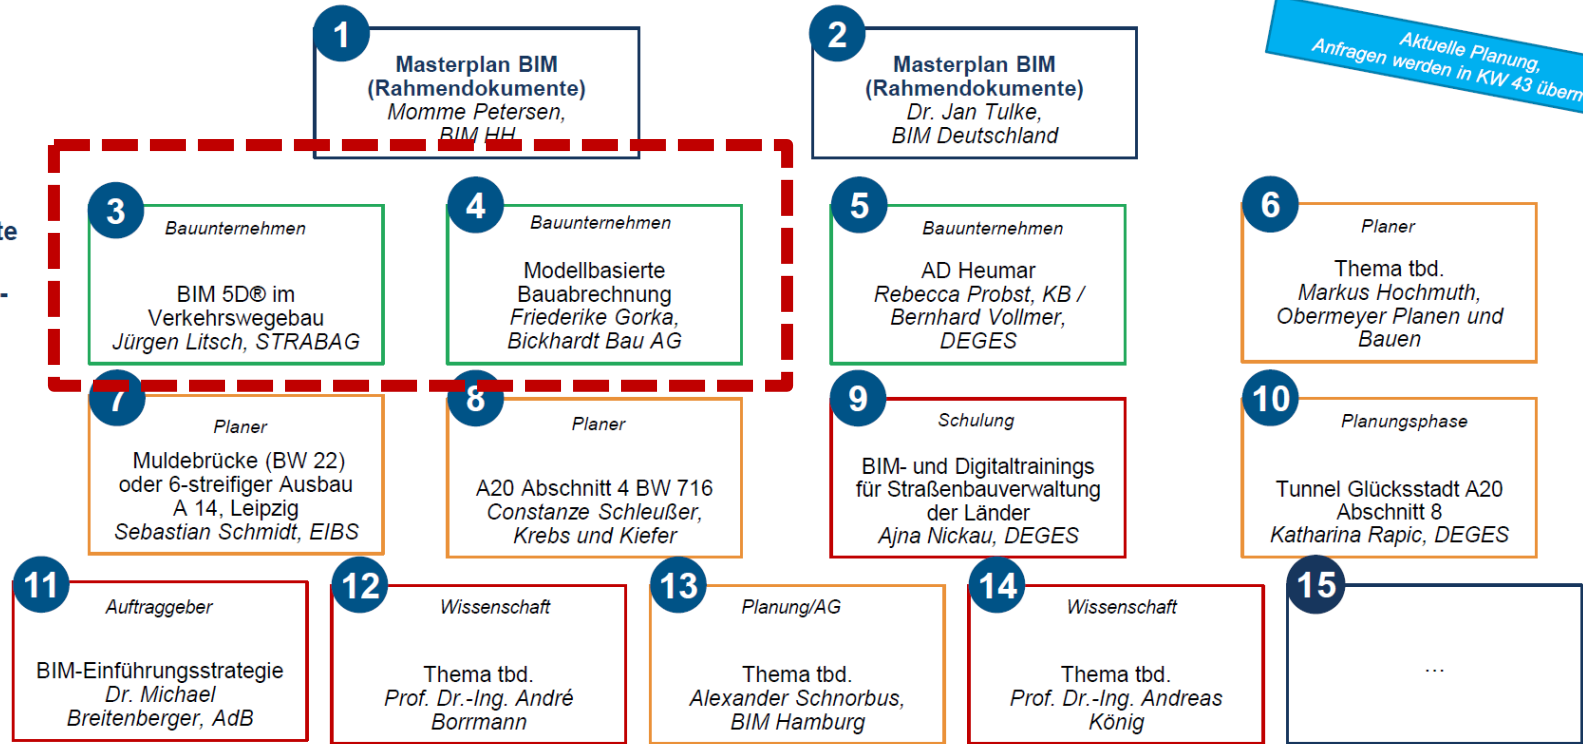 1
Masterplan BIM
(Rahmendokumente)
Momme Petersen,
BIM HH
2
Masterplan BIM
(Rahmendokumente)
Dr. Jan Tulke,
BIM Deutschland
Aktuelle Planung,
Anfragen werden in KW 43 übern
te
-
3
Bauunternehmen
BIM 5D® im
Verkehrswegebau
Jürgen Litsch, STRABAG
4
Bauunternehmen
Modellbasierte
Bauabrechnung
Friederike Gorka,
Bickhardt Bau AG
5
Bauunternehmen
AD Heumar
Rebecca Probst, KB /
Bernhard Vollmer,
DEGES
6
Planer
Thema tbd.
Markus Hochmuth,
Obermeyer Planen und
Bauen
7
Planer
Muldebrücke (BW 22)
oder 6-streifiger Ausbau
A 14, Leipzig
Sebastian Schmidt, EIBS
8
Planer
A20 Abschnitt 4 BW 716
Constanze Schleußer,
Krebs und Kiefer
9
Schulung
BIM- und Digitaltrainings
für Straßenbauverwaltung
der Länder
Ajna Nickau, DEGES
10
Planungsphase
Tunnel Glücksstadt A20
Abschnitt 8
Katharina Rapic, DEGES
11
Auftraggeber
BIM-Einführungsstrategie
Dr. Michael
Breitenberger, AdB
12
Wissenschaft
Thema tbd.
Prof. Dr.-Ing. André
Borrmann
13
Planung/AG
Thema tbd.
Alexander Schnorbus,
BIM Hamburg
14
Wissenschaft
Thema tbd.
Prof. Dr.-Ing. Andreas
König
15
...